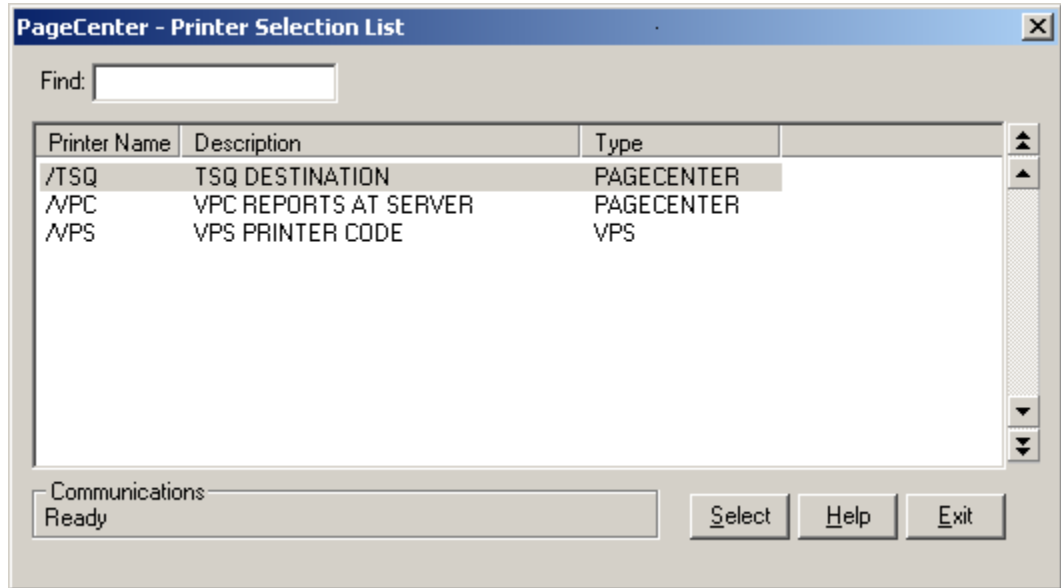 PageCenter - Printer Selection List
Find:
Printer Name Description Type
/TSQ TSQ DESTINATION PAGECENTER
/VPC VPC REPORTS AT SERVER PAGECENTER
/VPS VPS PRINTER CODE VPS
Communications
Ready
Select Help Exit